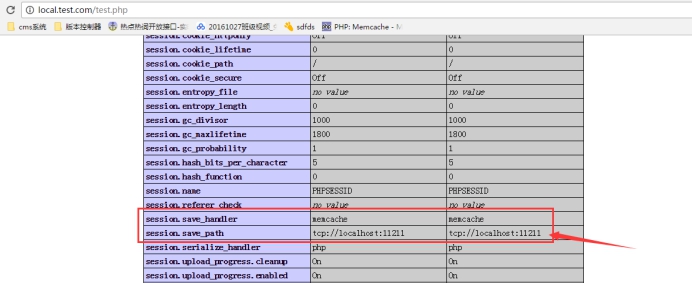 local.test.com/test.php
cms系统 版本控制器 热点热词开放接口- 20161027班级视频_ sdfds PHP: Memcache - M
session.cookie_httponly Off Off
session.cookie_lifetime 0 0
session.cookie_path / /
session.cookie_secure Off Off
session.entropy_file no value no value
session.entropy_length 0 0
session.gc_divisor 1000 1000
session.gc_maxlifetime 1800 1800
session.gc_probability 1 1
session.hash_bits_per_character 5 5
session.hash_function 0 0
session.name PHPSESSID PHPSESSID
session.referer_check no value no value
session.save_handler memcache memcache
session.save_path tcp://localhost:11211 tcp://localhost:11211
session.serialize_handler php php
session.upload_progress.cleanup On On
session.upload_progress.enabled On On